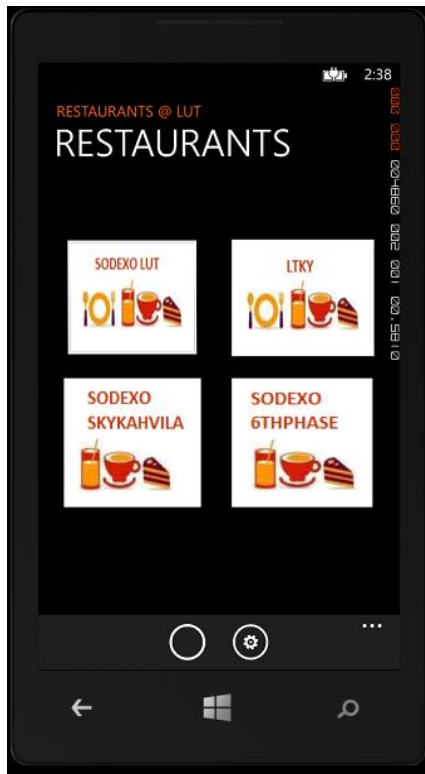 2:38
RESTAURANTS @ LUT
RESTAURANTS
SODEXO LUT
LTKY
SODEXO
SKYKAHVILA
SODEXO
6THPHASE
...